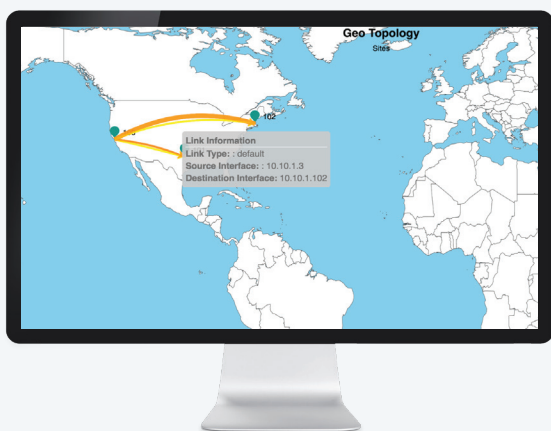 Geo Topology
Sites
102
Link Information
Link Type: : default
Source Interface: : 10.10.1.3
Destination Interface: 10.10.1.102